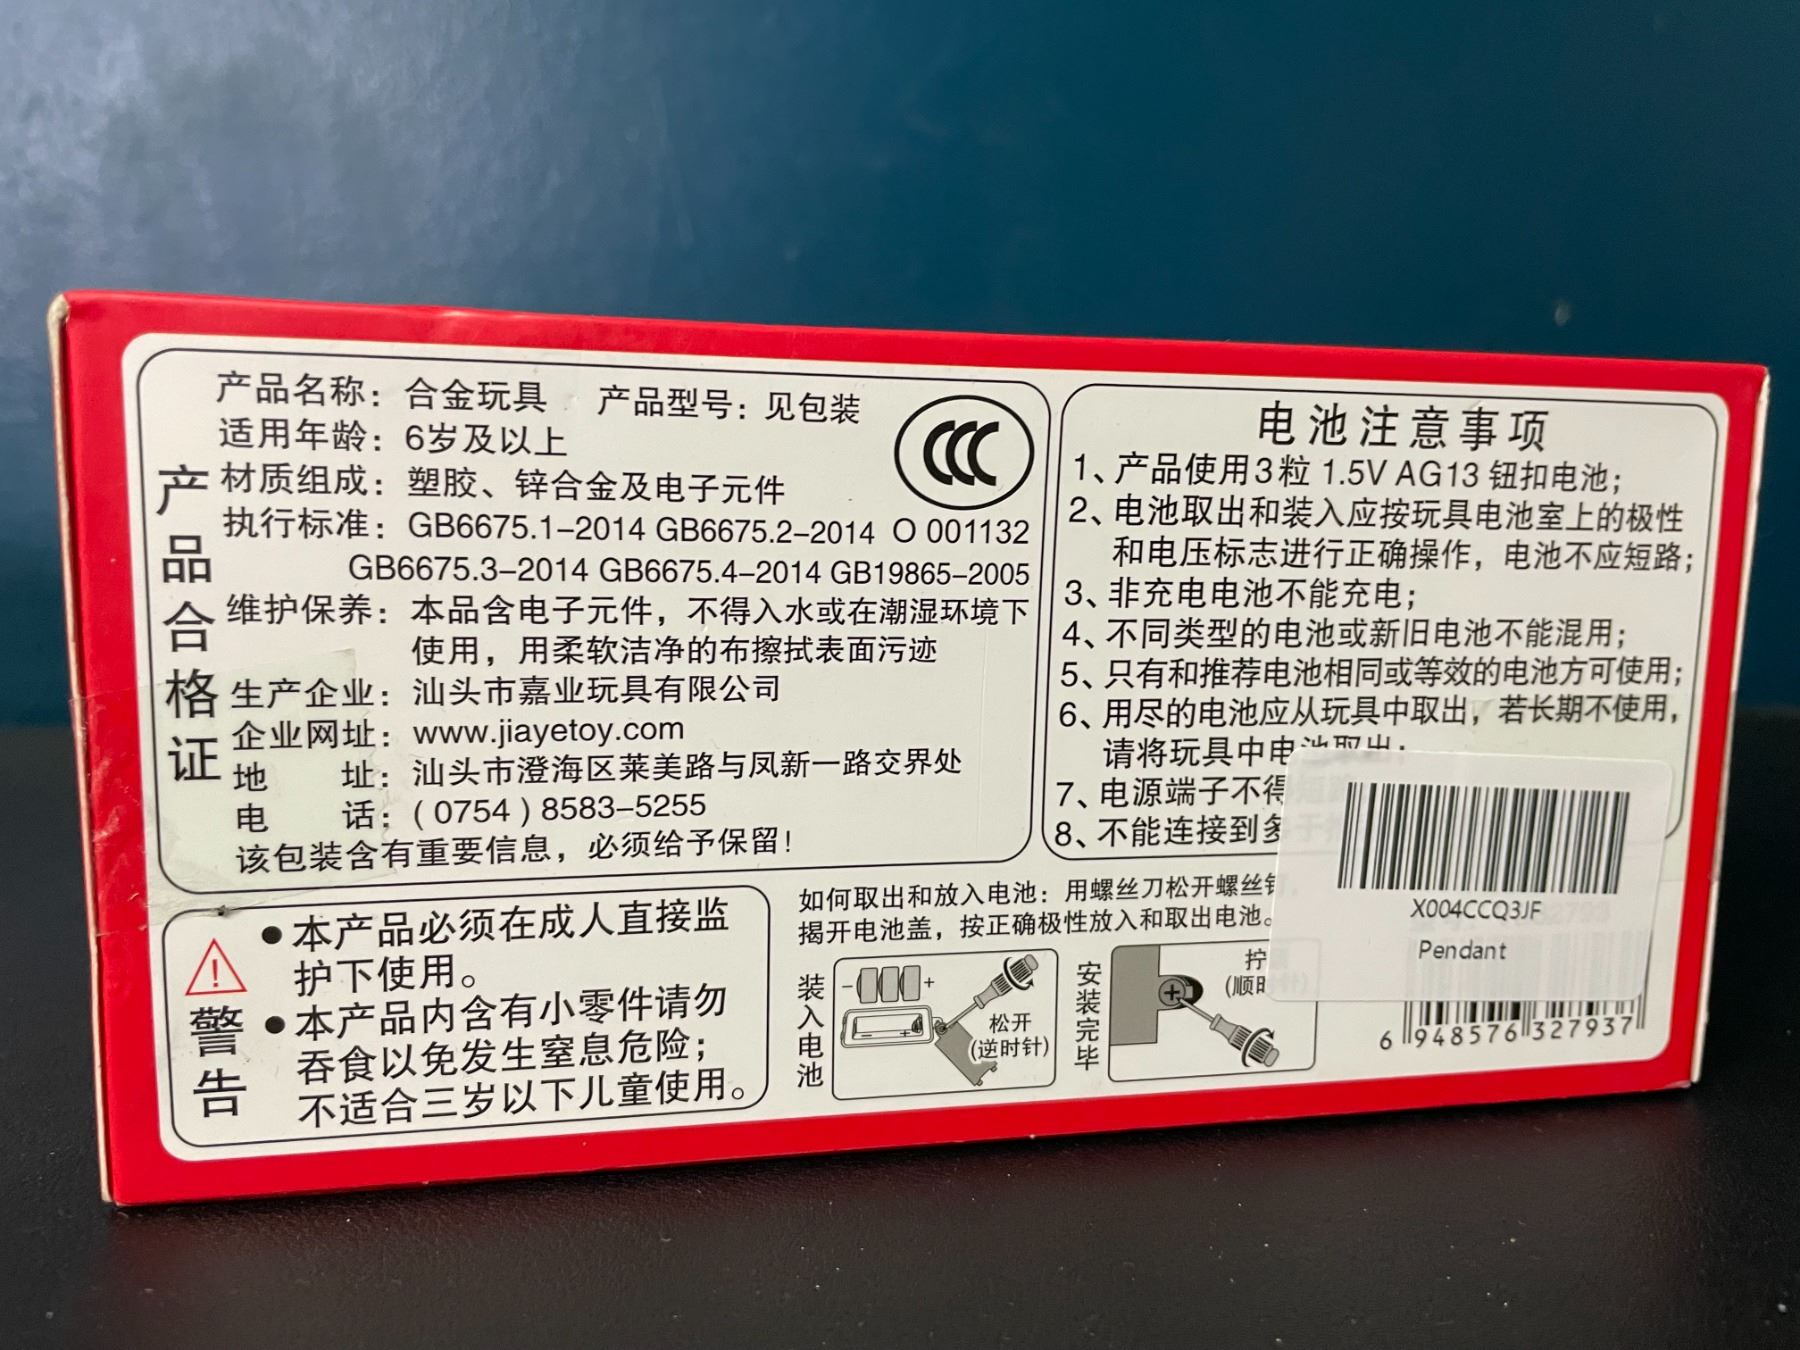 产品合格证
产品名称：合金玩具 产品型号：见包装
适用年龄：6岁及以上
材质组成：塑胶、锌合金及电子元件
执行标准：GB6675.1-2014 GB6675.2-2014 O 001132
GB6675.3-2014 GB6675.4-2014 GB19865-2005
维护保养：本品含电子元件，不得入水或在潮湿环境下
使用，用柔软洁净的布擦拭表面污迹
生产企业：汕头市嘉业玩具有限公司
企业网址：www.jiayetoy.com
地 址：汕头市澄海区莱美路与凤新一路交界处
电 话：(0754) 8583-5255
该包装含有重要信息，必须给予保留！
CCC
电池注意事项
1、产品使用3粒 1.5V AG13 钮扣电池；
2、电池取出和装入应按玩具电池室上的极性
和电压标志进行正确操作，电池不应短路；
3、非充电电池不能充电；
4、不同类型的电池或新旧电池不能混用；
5、只有和推荐电池相同或等效的电池方可使用；
6、用尽的电池应从玩具中取出，若长期不使用，
请将玩具中电池取出；
7、电源端子不得短路
8、不能连接到多于
警告
●本产品必须在成人直接监
护下使用。
●本产品内含有小零件请勿
吞食以免发生窒息危险；
不适合三岁以下儿童使用。
如何取出和放入电池：用螺丝刀松开螺丝钉，
揭开电池盖，按正确极性放入和取出电池。
装入电池
- +
- +
松开
(逆时针)
安装完毕
拧
(顺时针)
X004CCQ3JF
Pendant
6 948576 327937